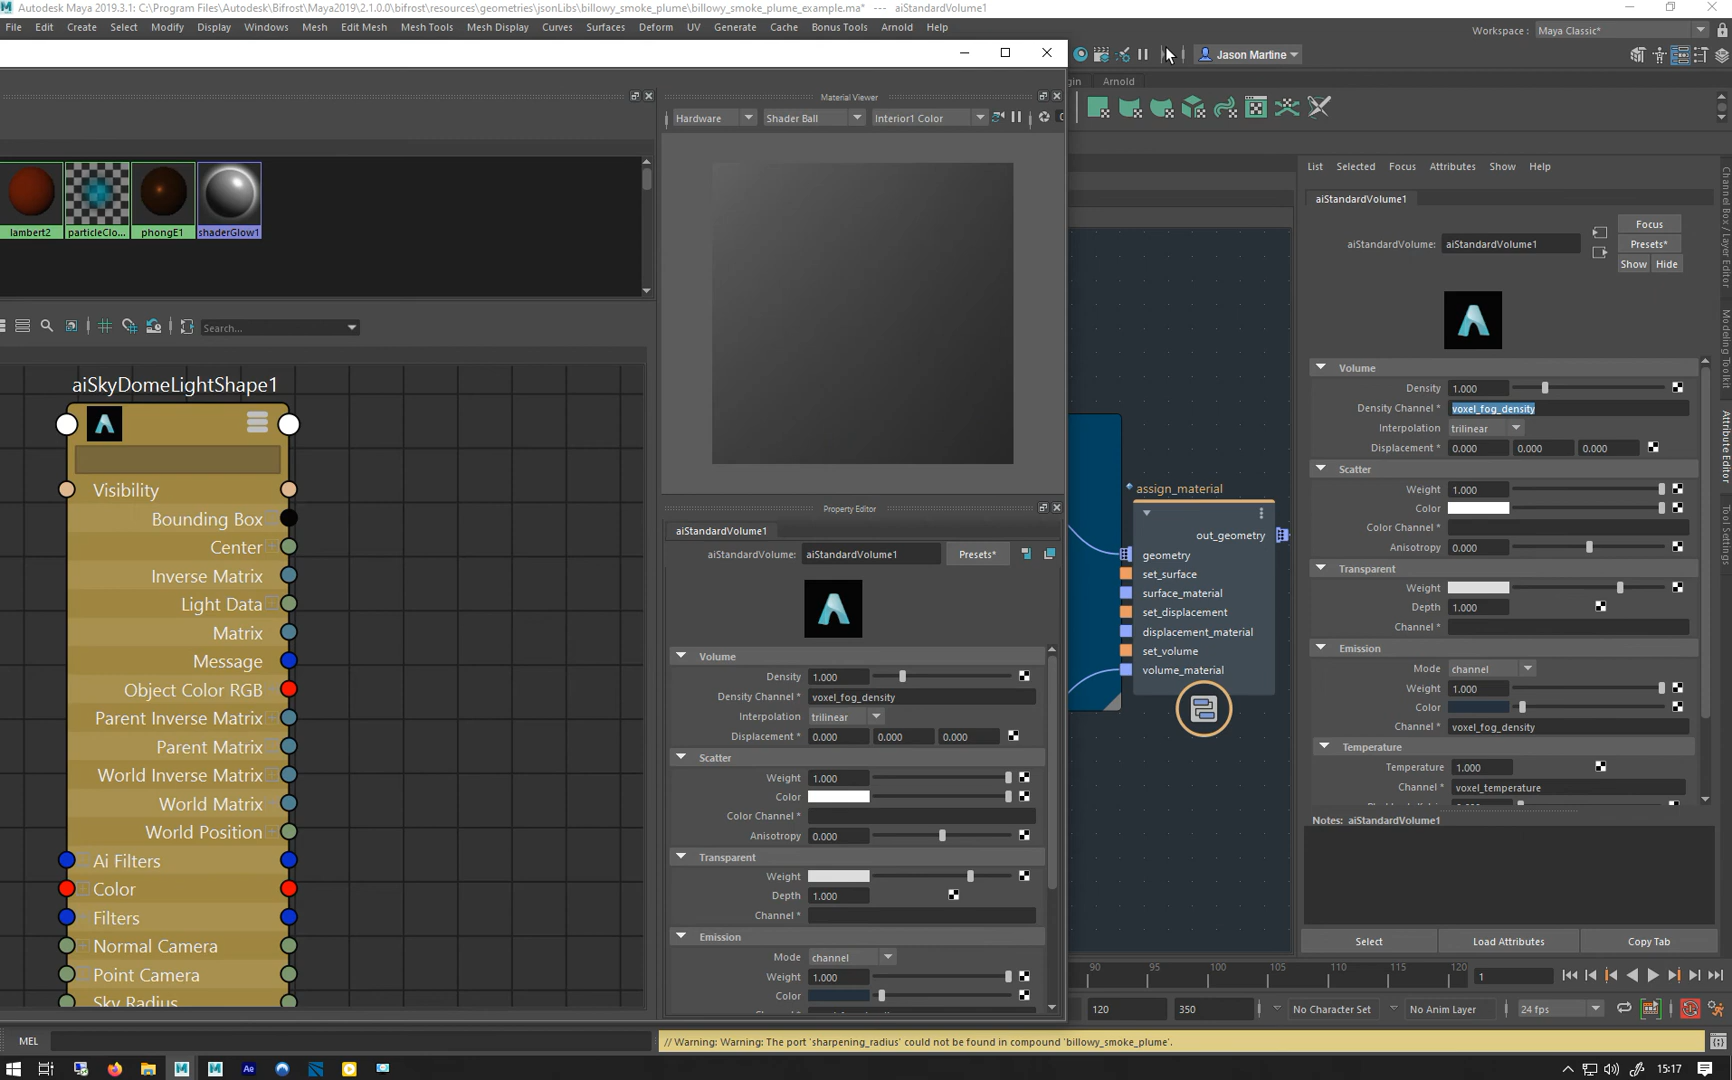 Autodesk Maya 2019.3.1: C:\Program Files\Autodesk\Bifrost\Maya2019\2.1.0.0\bifrost\resources\geometries\jsonLibs\billowy_smoke_plume\billowy_smoke_plume_example.ma* --- aiStandardVolume1
File Edit Create Select Modify Display Windows Mesh Edit Mesh Mesh Tools Mesh Display Curves Surfaces Deform UV Generate Cache Bonus Tools Arnold Help
Workspace : Maya Classic*
Jason Martine
Arnold
Material Viewer
Hardware Shader Ball Interior1 Color
lambert2 particleClo... phongE1 shaderGlow1
Search...
aiSkyDomeLightShape1
Visibility
Bounding Box
Center
Inverse Matrix
Light Data
Matrix
Message
Object Color RGB
Parent Inverse Matrix
Parent Matrix
World Inverse Matrix
World Matrix
World Position
Ai Filters
Color
Filters
Normal Camera
Point Camera
Sky Radius
Property Editor
aiStandardVolume1
aiStandardVolume: aiStandardVolume1 Presets*
Volume
Density 1.000
Density Channel * voxel_fog_density
Interpolation trilinear
Displacement * 0.000 0.000 0.000
Scatter
Weight 1.000
Color
Color Channel *
Anisotropy 0.000
Transparent
Weight
Depth 1.000
Channel *
Emission
Mode channel
Weight 1.000
Color
assign_material
out_geometry
geometry
set_surface
surface_material
set_displacement
displacement_material
set_volume
volume_material
List Selected Focus Attributes Show Help
aiStandardVolume1
Focus
aiStandardVolume: aiStandardVolume1 Presets*
Show Hide
Volume
Density 1.000
Density Channel * voxel_fog_density
Interpolation trilinear
Displacement * 0.000 0.000 0.000
Scatter
Weight 1.000
Color
Color Channel *
Anisotropy 0.000
Transparent
Weight
Depth 1.000
Channel *
Emission
Mode channel
Weight 1.000
Color
Channel * voxel_fog_density
Temperature
Temperature 1.000
Channel * voxel_temperature
Notes: aiStandardVolume1
Select Load Attributes Copy Tab
Channel Box / Layer Editor
Modeling Toolkit
Attribute Editor
Tool Settings
90 95 100 105 110 115 120 1
120 350 No Character Set No Anim Layer 24 fps
MEL
// Warning: Warning: The port 'sharpening_radius' could not be found in compound 'billowy_smoke_plume'.
Ae
15:17